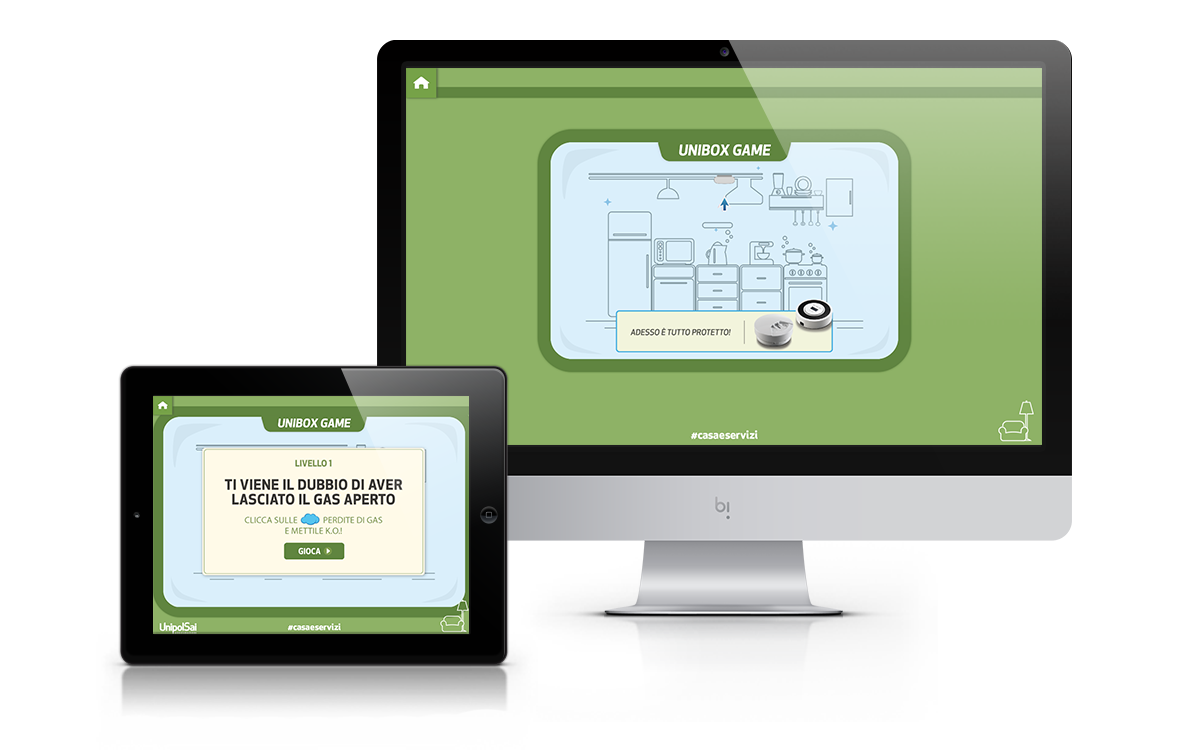 UNIBOX GAME
ADESSO È TUTTO PROTETTO!
#casaeservizi
bi
UNIBOX GAME
LIVELLO 1
TI VIENE IL DUBBIO DI AVER
LASCIATO IL GAS APERTO
CLICCA SULLE PERDITE DI GAS
E METTILE K.O.!
GIOCA
UnipolSai
#casaeservizi